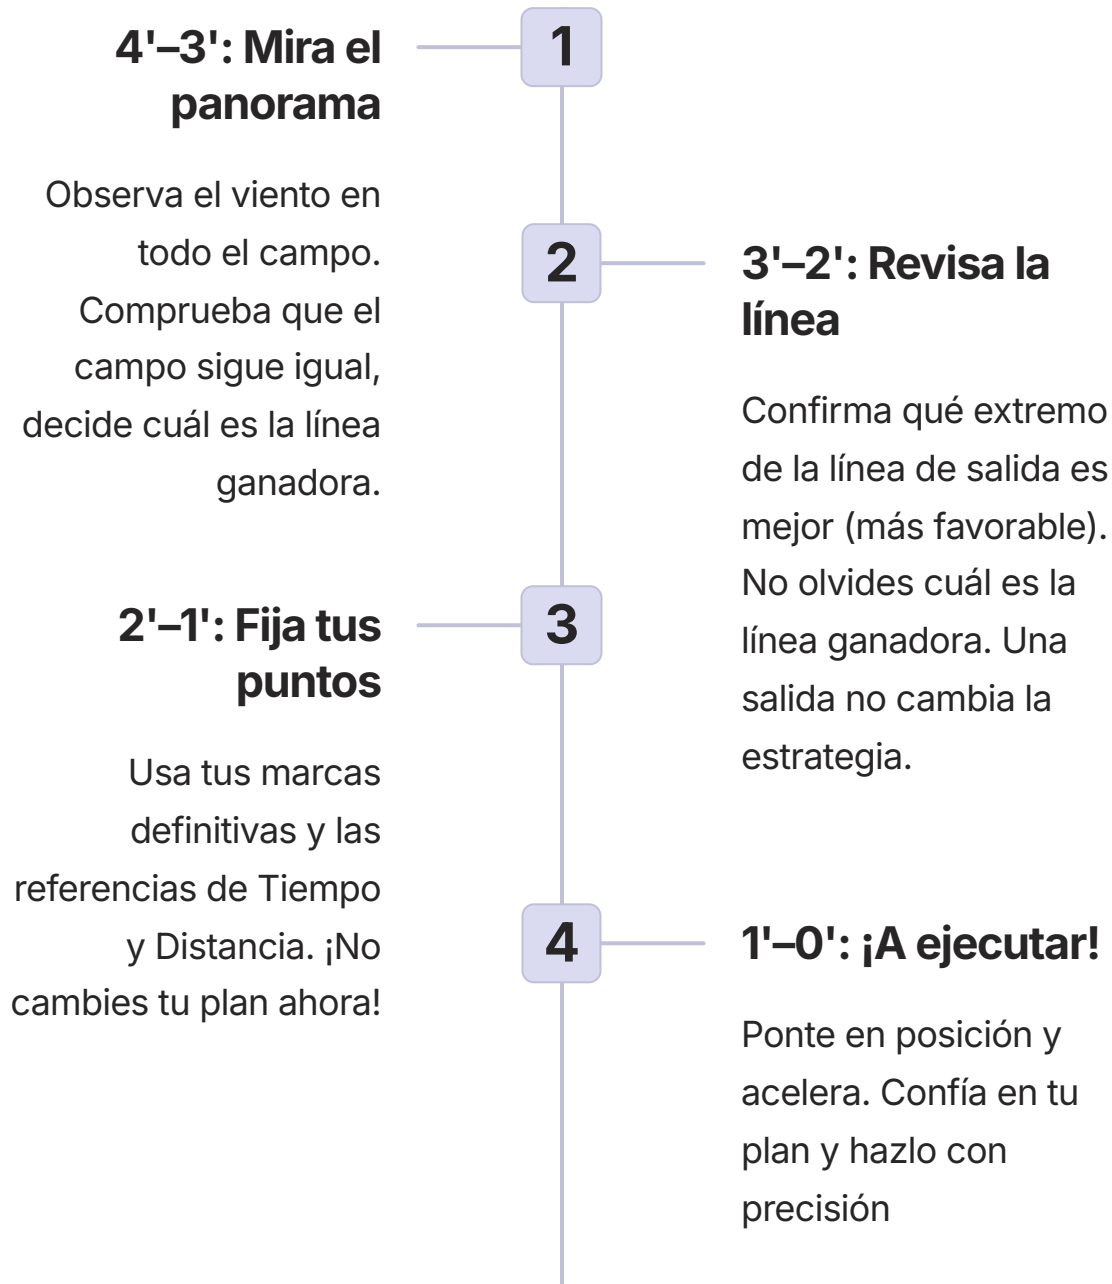 1
4'–3': Mira el
panorama
Observa el viento en
todo el campo.
Comprueba que el
campo sigue igual,
decide cuál es la línea
ganadora.
2
3'–2': Revisa la
línea
Confirma qué extremo
de la línea de salida es
mejor (más favorable).
No olvides cuál es la
línea ganadora. Una
salida no cambia la
estrategia.
3
2'–1': Fija tus
puntos
Usa tus marcas
definitivas y las
referencias de Tiempo
y Distancia. ¡No
cambies tu plan ahora!
4
1'–0': ¡A ejecutar!
Ponte en posición y
acelera. Confía en tu
plan y hazlo con
precisión